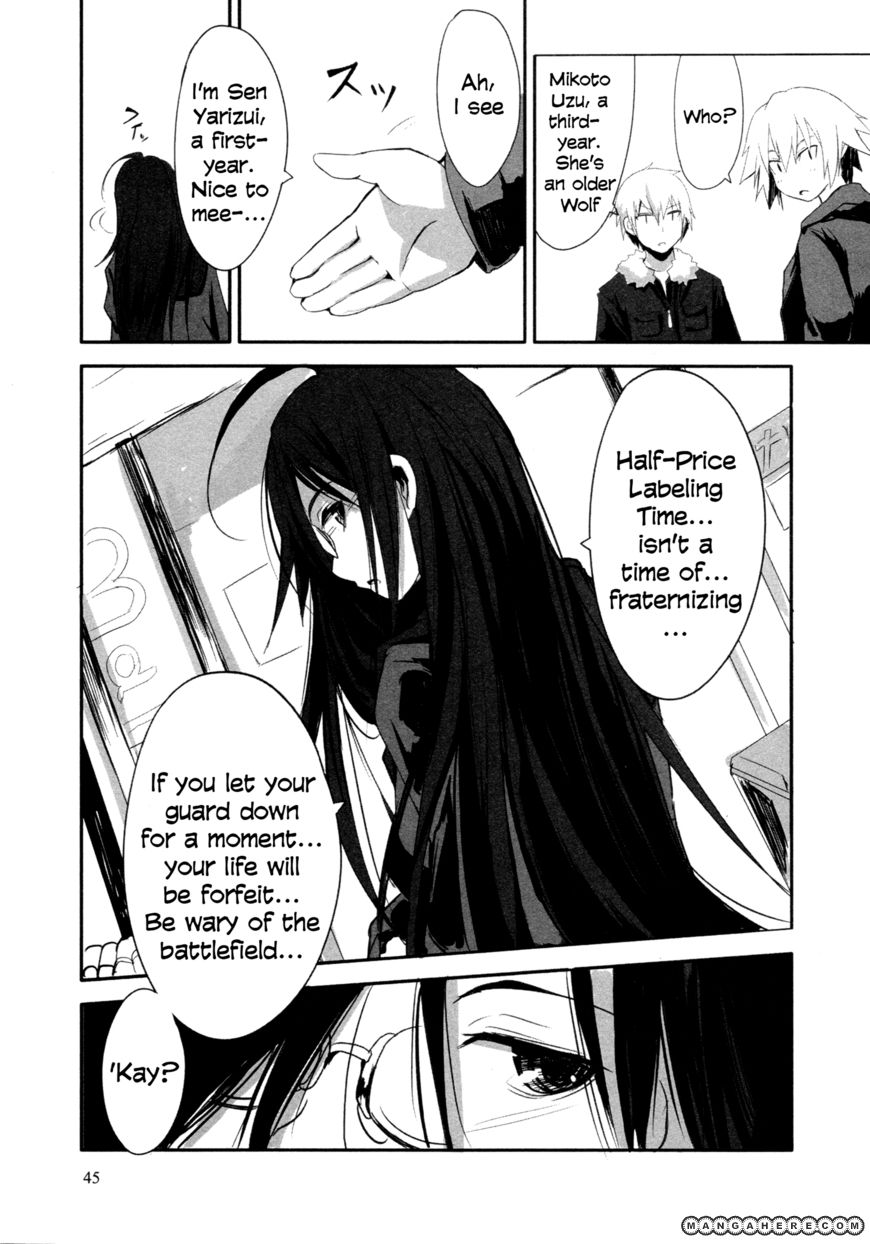 Who?
Mikoto
Uzu, a
third-
year.
She's
an older
Wolf
Ah,
I see
スッ
I'm Sen
Yarizui,
a first-
year.
Nice to
mee-...
Half-Price
Labeling
Time...
isn't a
time of...
fraternizing
...
If you let your
guard down
for a moment...
your life will
be forfeit...
Be wary of the
battlefield...
'Kay?
45
MANGAHERE.COM